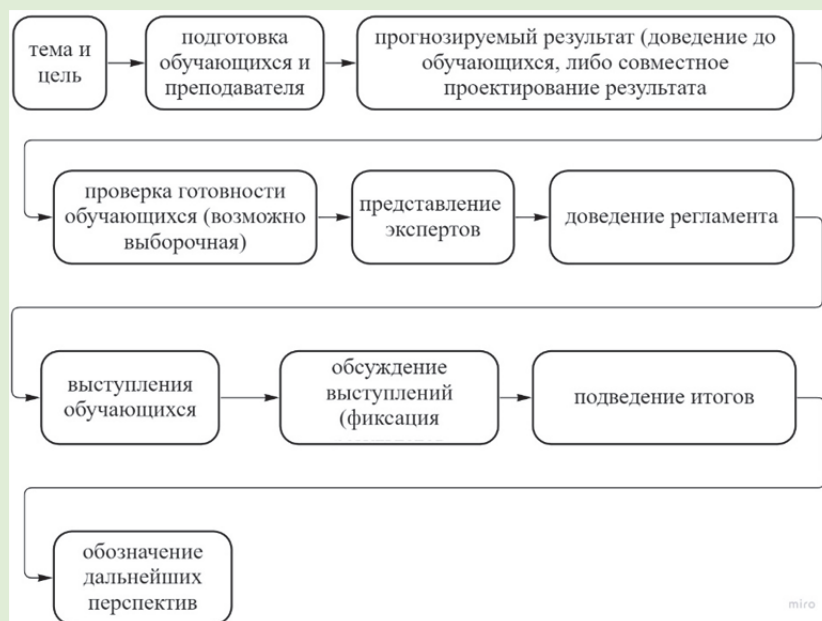 тема и
цель
подготовка
обучающихся и
преподавателя
прогнозируемый результат (доведение до
обучающихся, либо совместное
проектирование результата
проверка готовности
обучающихся (возможно
выборочная)
представление
экспертов
доведение регламента
выступления
обучающихся
обсуждение
выступлений
(фиксация
подведение итогов
обозначение
дальнейших
перспектив
miro